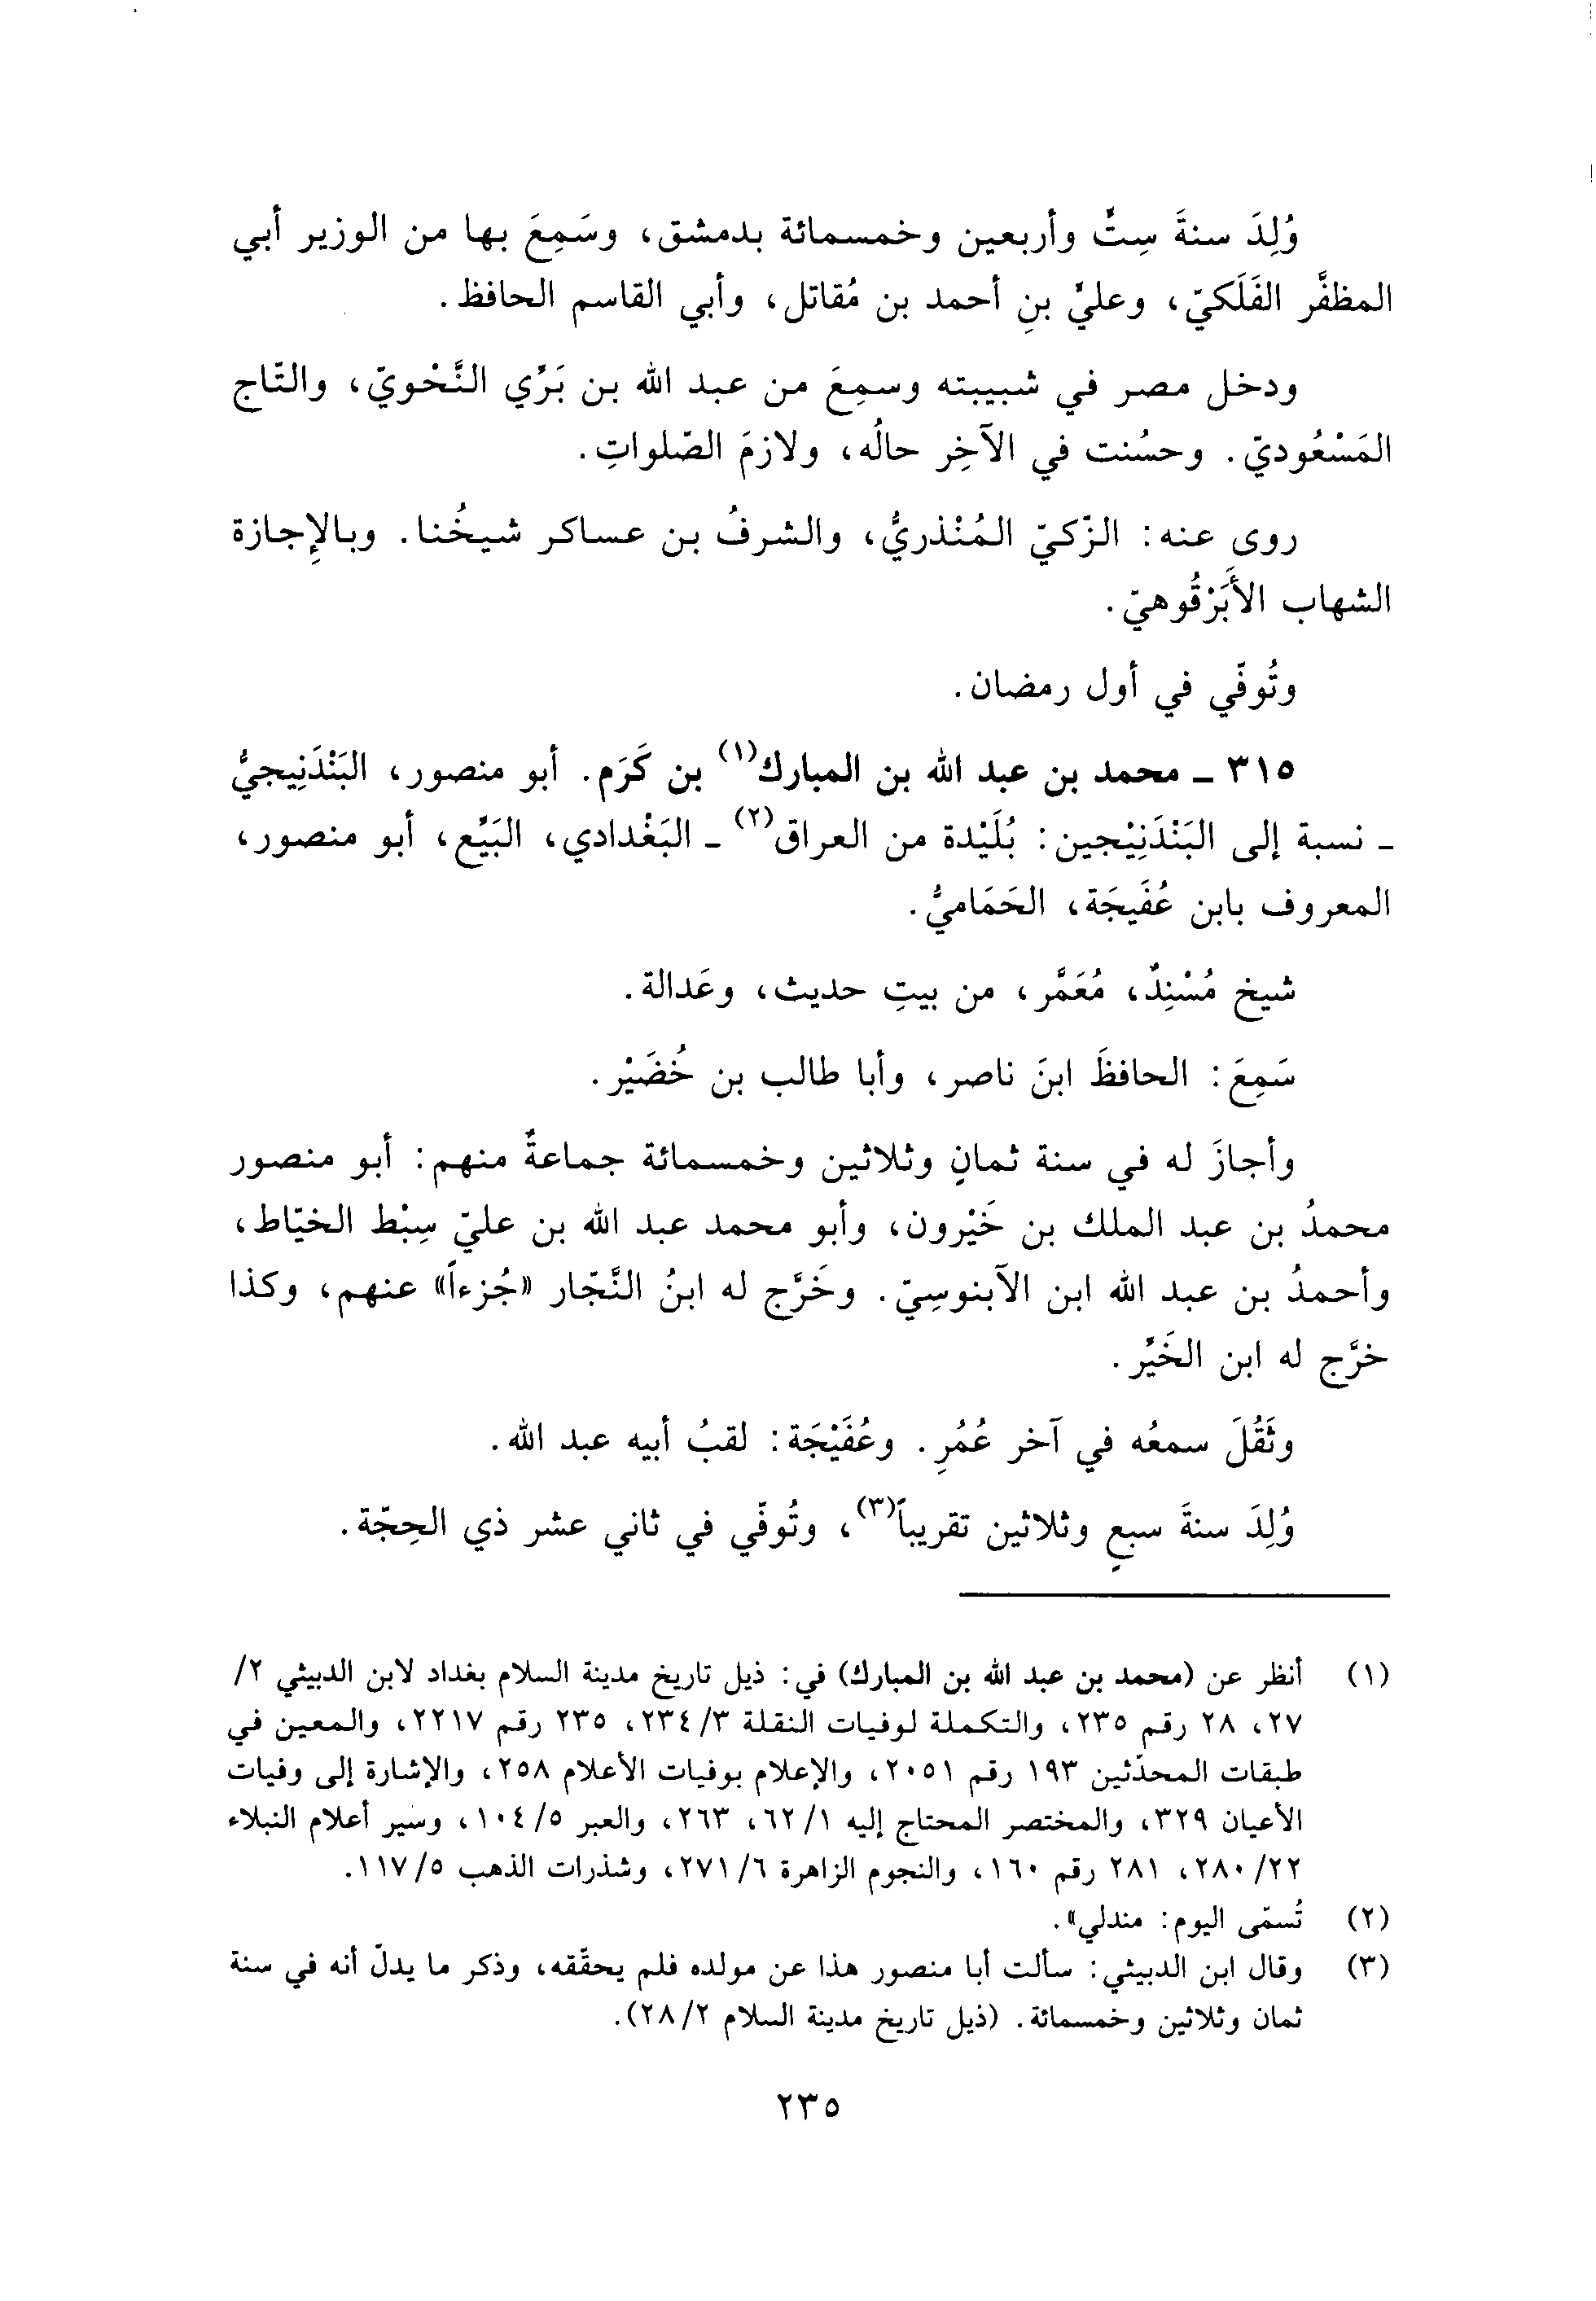 وُلِدَ سنةَ سِتٍّ وأربعين وخمسمائة بدمشق، وسَمِعَ بها من الوزير أبي
المظفَّر الفَلَكيّ، وعليِّ بنِ أحمد بن مُقاتل، وأبي القاسم الحافظ.
ودخل مصر في شبيبته وسمِعَ من عبد الله بن بَرِّي النَّحْويّ، والتّاج
المَسْعُوديّ. وحسُنت في الآخِر حالُه، ولازمَ الصّلواتِ.
روى عنه: الزّكيّ المُنْذريُّ، والشرفُ بن عساكر شيخُنا. وبالإِجازة
الشهاب الأَبَرْقُوهيّ.
وتُوفّي في أول رمضان.
٣١٥ ـ محمد بن عبد الله بن المبارك(١) بن كَرَم. أبو منصور، البَنْدَنِيجيُّ
ـ نسبة إلى البَنْدَنِيْجين: بُلَيْدة من العراق(٢) ـ البَغْدادي، البَيِّع، أبو منصور،
المعروف بابن عُفَيجَة، الحَمَاميُّ.
شيخ مُسْنِدٌ، مُعَمَّر، من بيتِ حديث، وعَدالة.
سَمِعَ: الحافظَ ابنَ ناصر، وأبا طالب بن خُضَيْر.
وأجازَ له في سنة ثمانٍ وثلاثين وخمسمائة جماعةٌ منهم: أبو منصور
محمدُ بن عبد الملك بن خَيْرون، وأبو محمد عبد الله بن عليّ سِبْط الخيّاط،
وأحمدُ بن عبد الله ابن الآبنوسِيّ. وخَرَّج له ابنُ النَّجّار «جُزءاً» عنهم، وكذا
خرَّج له ابن الخَيِّر.
وثَقُلَ سمعُه في آخر عُمُرِ. وعُفَيْجَة: لقبُ أبيه عبد الله.
وُلِدَ سنةَ سبعٍ وثلاثين تقريباً(٣)، وتُوفّي في ثاني عشر ذي الحِجّة.
(١) أنظر عن (محمد بن عبد الله بن المبارك) في: ذيل تاريخ مدينة السلام بغداد لابن الدبيثي ٢/
٢٧، ٢٨ رقم ٢٣٥، والتكملة لوفيات النقلة ٣/ ٢٣٤، ٢٣٥ رقم ٢٢١٧، والمعين في
طبقات المحدّثين ١٩٣ رقم ٢٠٥١، والإعلام بوفيات الأعلام ٢٥٨، والإشارة إلى وفيات
الأعيان ٣٢٩، والمختصر المحتاج إليه ١/ ٦٢، ٢٦٣، والعبر ٥/ ١٠٤، وسير أعلام النبلاء
٢٢/ ٢٨٠، ٢٨١ رقم ١٦٠، والنجوم الزاهرة ٦/ ٢٧١، وشذرات الذهب ٥/ ١١٧.
(٢) تُسمّى اليوم: مندلي».
(٣) وقال ابن الدبيثي: سألت أبا منصور هذا عن مولده فلم يحقّقه، وذكر ما يدلّ أنه في سنة
ثمان وثلاثين وخمسمائة. (ذيل تاريخ مدينة السلام ٢/ ٢٨).
٢٣٥